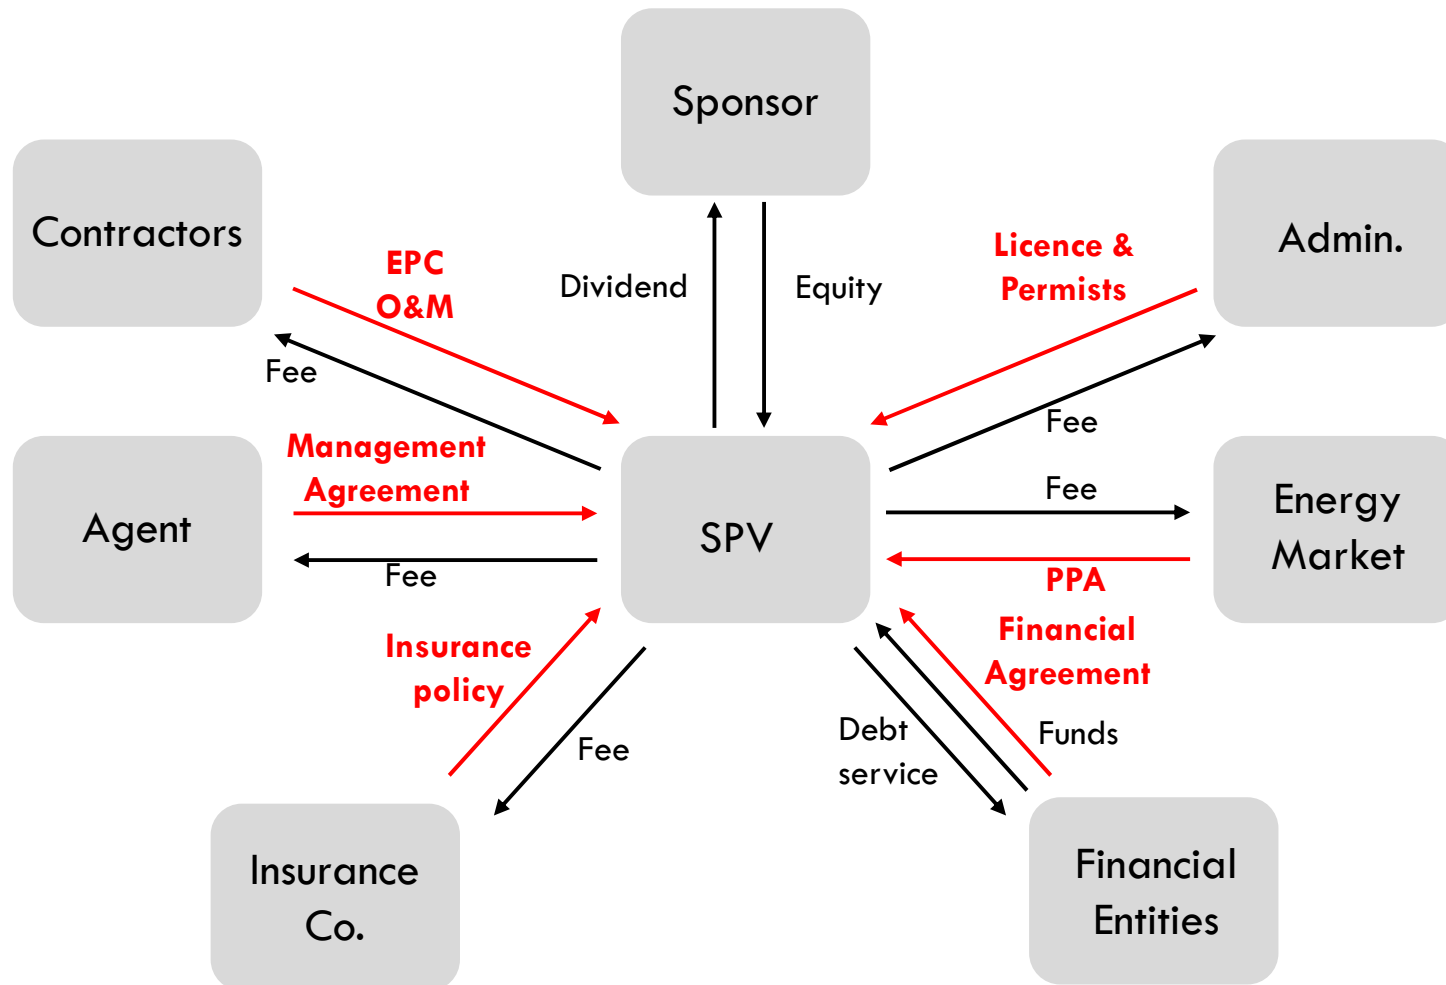 Sponsor
Contractors
Admin.
EPC
O&M
Dividend
Equity
Licence &
Permists
Fee
Fee
Management
Agreement
Agent
SPV
Fee
Energy
Market
Fee
PPA
Insurance
policy
Financial
Agreement
Fee
Debt
service
Funds
Insurance
Co.
Financial
Entities